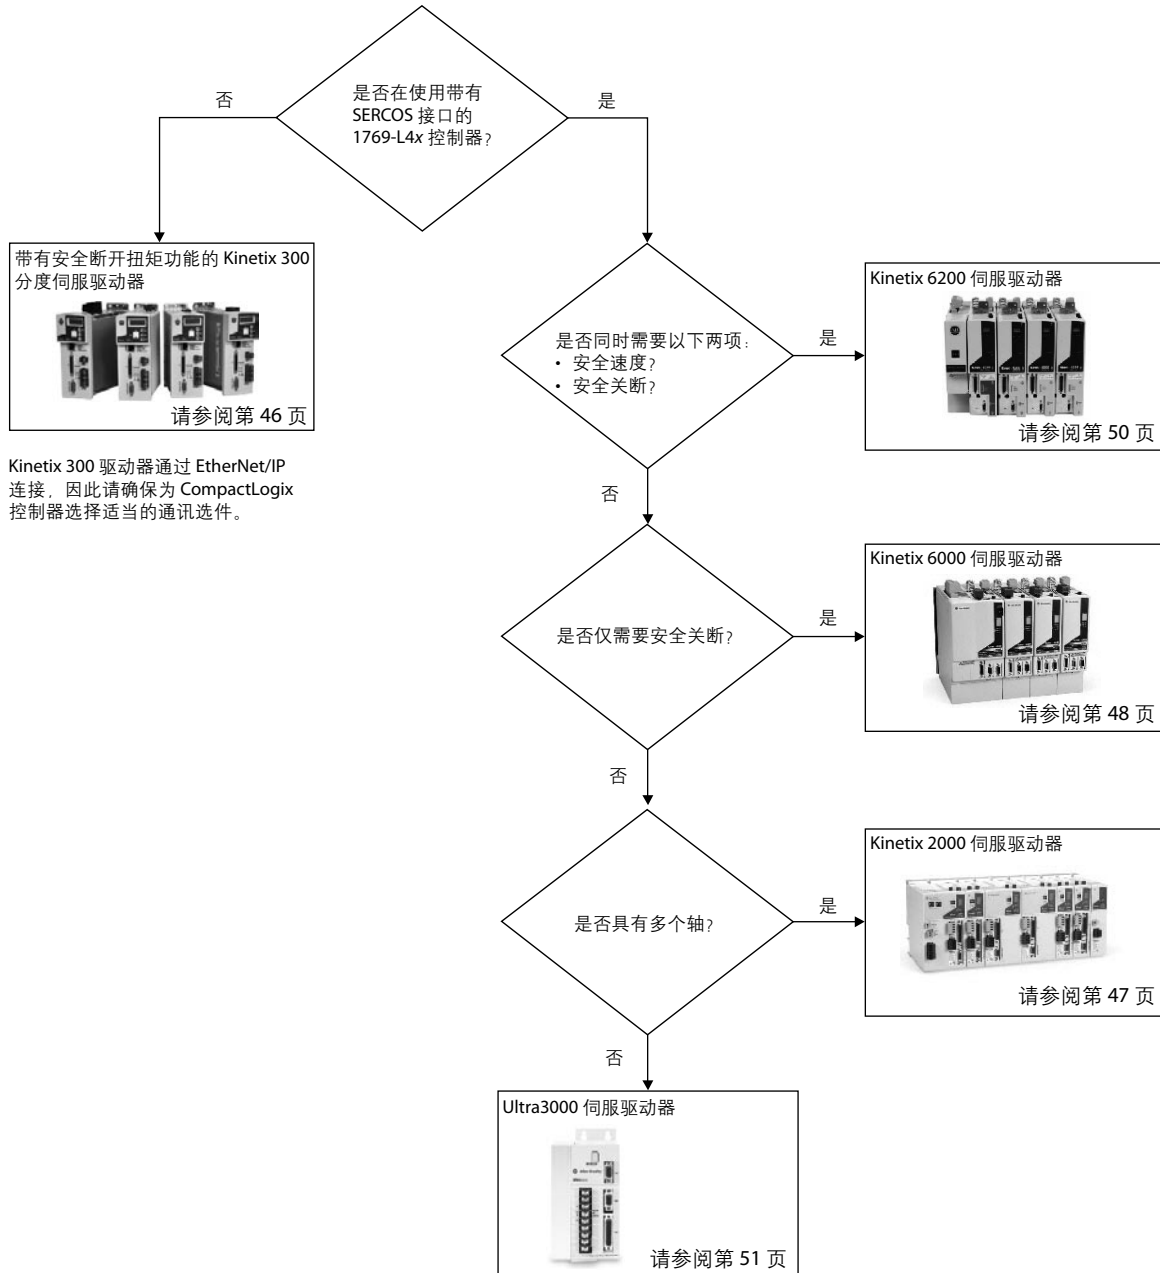 是否在使用带有
SERCOS 接口的
1769-L4x 控制器？
否
是
带有安全断开扭矩功能的 Kinetix 300
分度伺服驱动器
请参阅第 46 页
Kinetix 300 驱动器通过 EtherNet/IP
连接，因此请确保为 CompactLogix
控制器选择适当的通讯选件。
是否同时需要以下两项：
• 安全速度？
• 安全关断？
是
Kinetix 6200 伺服驱动器
请参阅第 50 页
否
是否仅需要安全关断？
是
Kinetix 6000 伺服驱动器
请参阅第 48 页
否
是否具有多个轴？
是
Kinetix 2000 伺服驱动器
请参阅第 47 页
否
Ultra3000 伺服驱动器
请参阅第 51 页